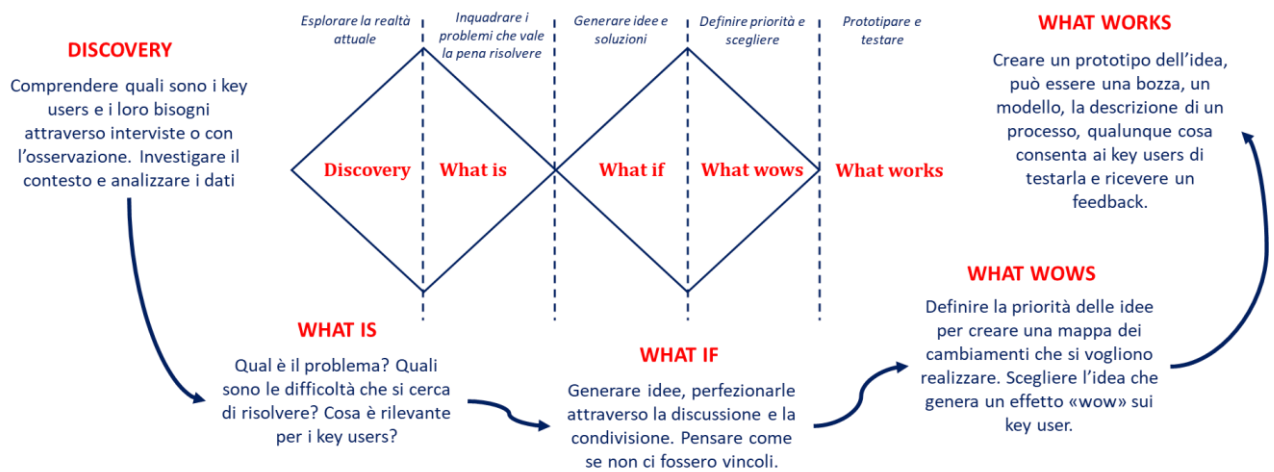 Esplorare la realtà
attuale
Inquadrare i
problemi che vale
la pena risolvere
Generare idee e
soluzioni
Definire priorità e
scegliere
Prototipare e
testare
DISCOVERY
Comprendere quali sono i key
users e i loro bisogni
attraverso interviste o con
l'osservazione. Investigare il
contesto e analizzare i dati
Discovery
What is
What if
What wows
What works
WHAT IS
Qual è il problema? Quali
sono le difficoltà che si cerca
di risolvere? Cosa è rilevante
per i key users?
WHAT IF
Generare idee, perfezionarle
attraverso la discussione e la
condivisione. Pensare come
se non ci fossero vincoli.
WHAT WOWS
Definire la priorità delle idee
per creare una mappa dei
cambiamenti che si vogliono
realizzare. Scegliere l'idea che
genera un effetto «wow» sui
key user.
WHAT WORKS
Creare un prototipo dell'idea,
può essere una bozza, un
modello, la descrizione di un
processo, qualunque cosa
consenta ai key users di
testarla e ricevere un
feedback.